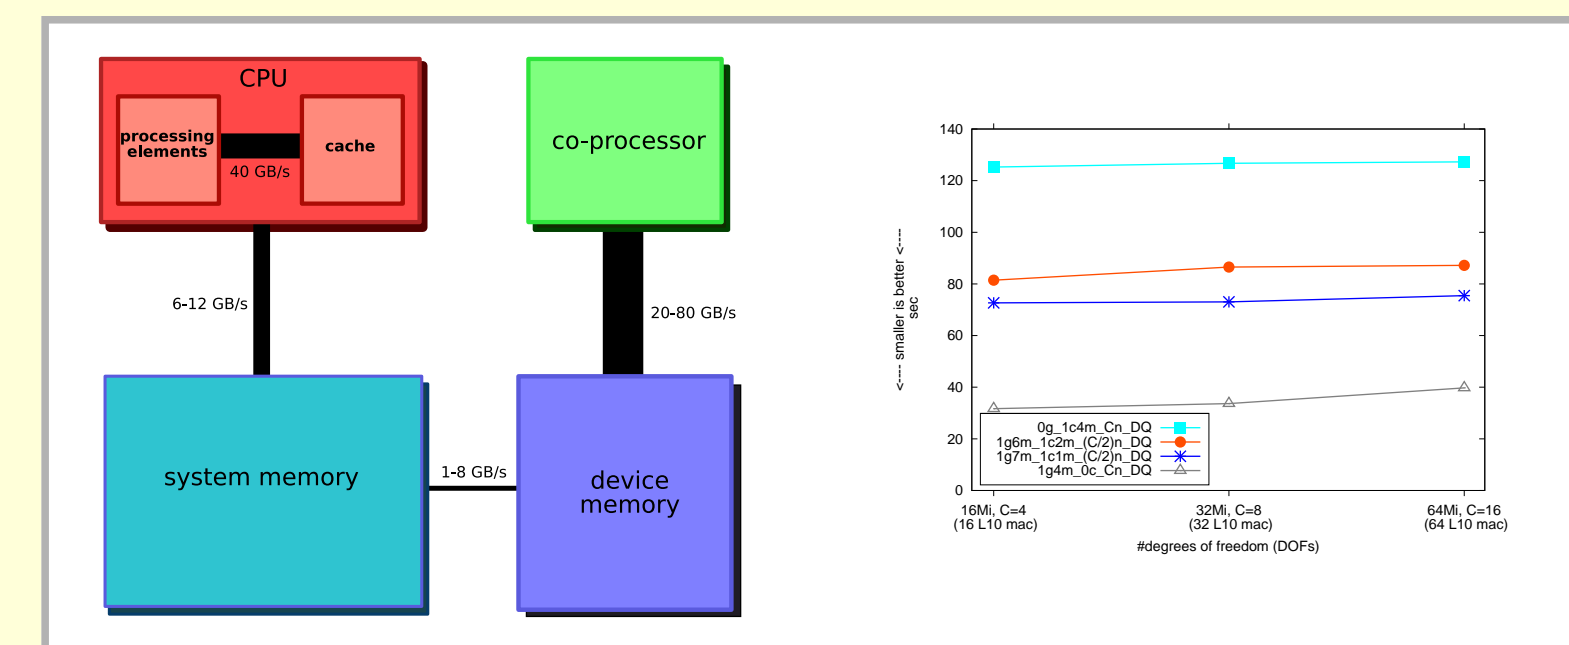 CPU
processing
elements
cache
40 GB/s
co-processor
6-12 GB/s
20-80 GB/s
system memory
1-8 GB/s
device
memory
<---- smaller is better <----
sec
140
120
100
80
60
40
20
0
0g_1c4m_Cn_DQ
1g6m_1c2m_(C/2)n_DQ
1g7m_1c1m_(C/2)n_DQ
1g4m_0c_Cn_DQ
16Mi, C=4
(16 L10 mac)
32Mi, C=8
(32 L10 mac)
64Mi, C=16
(64 L10 mac)
#degrees of freedom (DOFs)